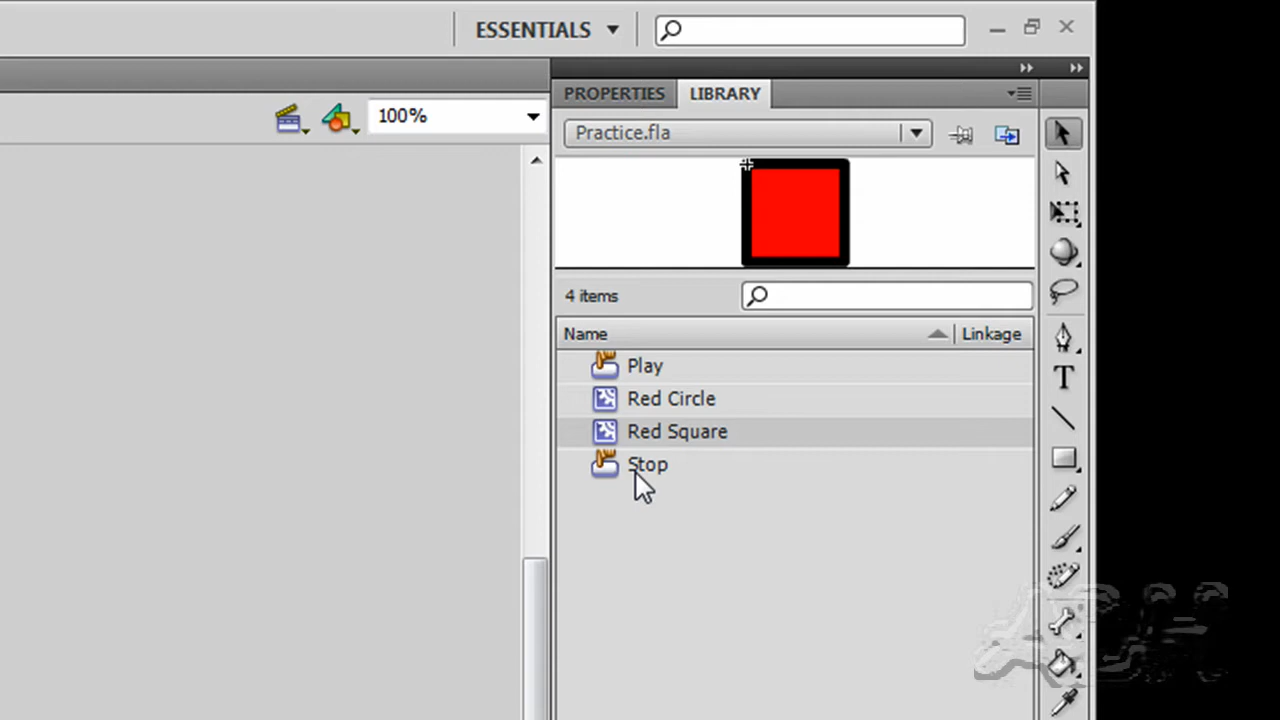 ESSENTIALS
PROPERTIES LIBRARY
100%
Practice.fla
4 items
Name Linkage
Play
Red Circle
Red Square
Stop